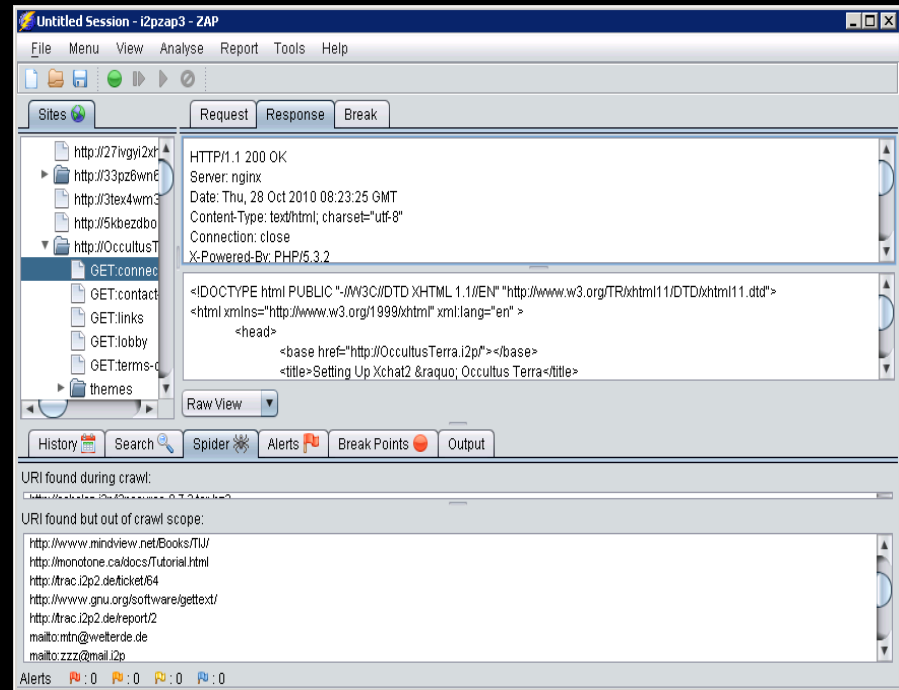 Untitled Session - i2pzap3 - ZAP
File Menu View Analyse Report Tools Help
Sites
Request Response Break
http://27ivgyi2xh
http://33pz6wn6
http://3tex4wm3
http://5kbezdbo
http://OccultusT
GET:connec
GET:contact-
GET:links
GET:lobby
GET:terms-c
themes
HTTP/1.1 200 OK
Server: nginx
Date: Thu, 28 Oct 2010 08:23:25 GMT
Content-Type: text/html; charset="utf-8"
Connection: close
X-Powered-By: PHP/5.3.2
<!DOCTYPE html PUBLIC "-//W3C//DTD XHTML 1.1//EN" "http://www.w3.org/TR/xhtml11/DTD/xhtml11.dtd">
<html xmlns="http://www.w3.org/1999/xhtml" xml:lang="en" >
<head>
<base href="http://OccultusTerra.i2p/"></base>
<title>Setting Up Xchat2 &raquo; Occultus Terra</title>
Raw View
History Search Spider Alerts Break Points Output
URI found during crawl:
URI found but out of crawl scope:
http://www.mindview.net/Books/TIJ/
http://monotone.ca/docs/Tutorial.html
http://trac.i2p2.de/ticket/64
http://www.gnu.org/software/gettext/
http://trac.i2p2.de/report/2
mailto:mtn@welterde.de
mailto:zzz@mail.i2p
Alerts : 0 : 0 : 0 : 0